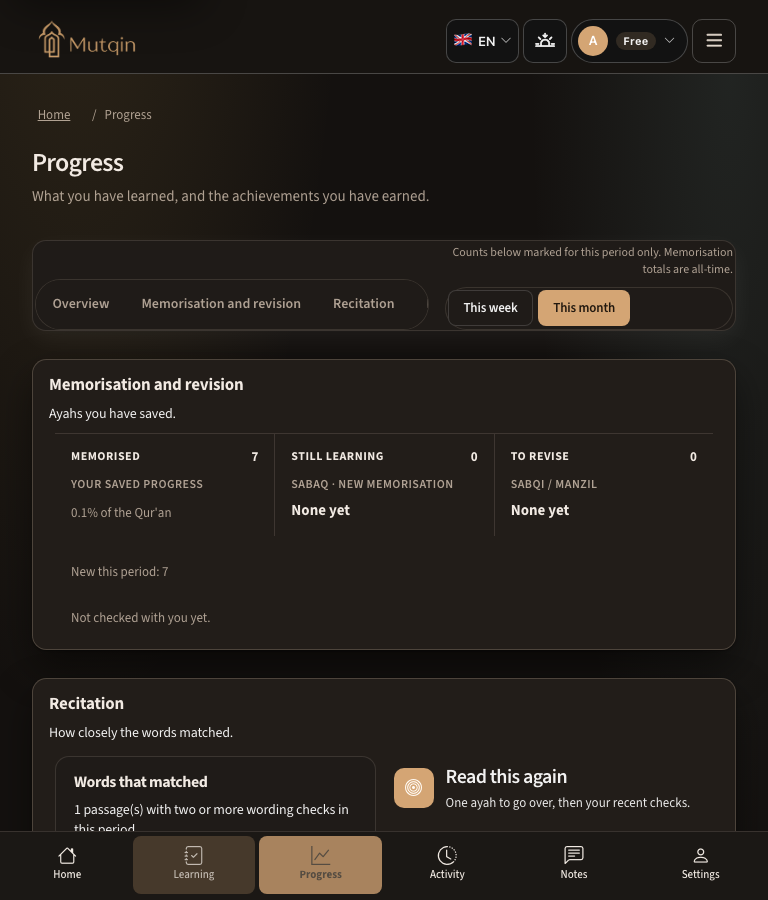 Mutqin
EN
A
Free
Home / Progress
Progress
What you have learned, and the achievements you have earned.
Counts below marked for this period only. Memorisation
totals are all-time.
Overview
Memorisation and revision
Recitation
This week
This month
Memorisation and revision
Ayahs you have saved.
MEMORISED 7
YOUR SAVED PROGRESS
0.1% of the Qur'an
New this period: 7
Not checked with you yet.
STILL LEARNING 0
SABAQ · NEW MEMORISATION
None yet
TO REVISE 0
SABQI / MANZIL
None yet
Recitation
How closely the words matched.
Words that matched
1 passage(s) with two or more wording checks in
this period
Read this again
One ayah to go over, then your recent checks.
Home
Learning
Progress
Activity
Notes
Settings